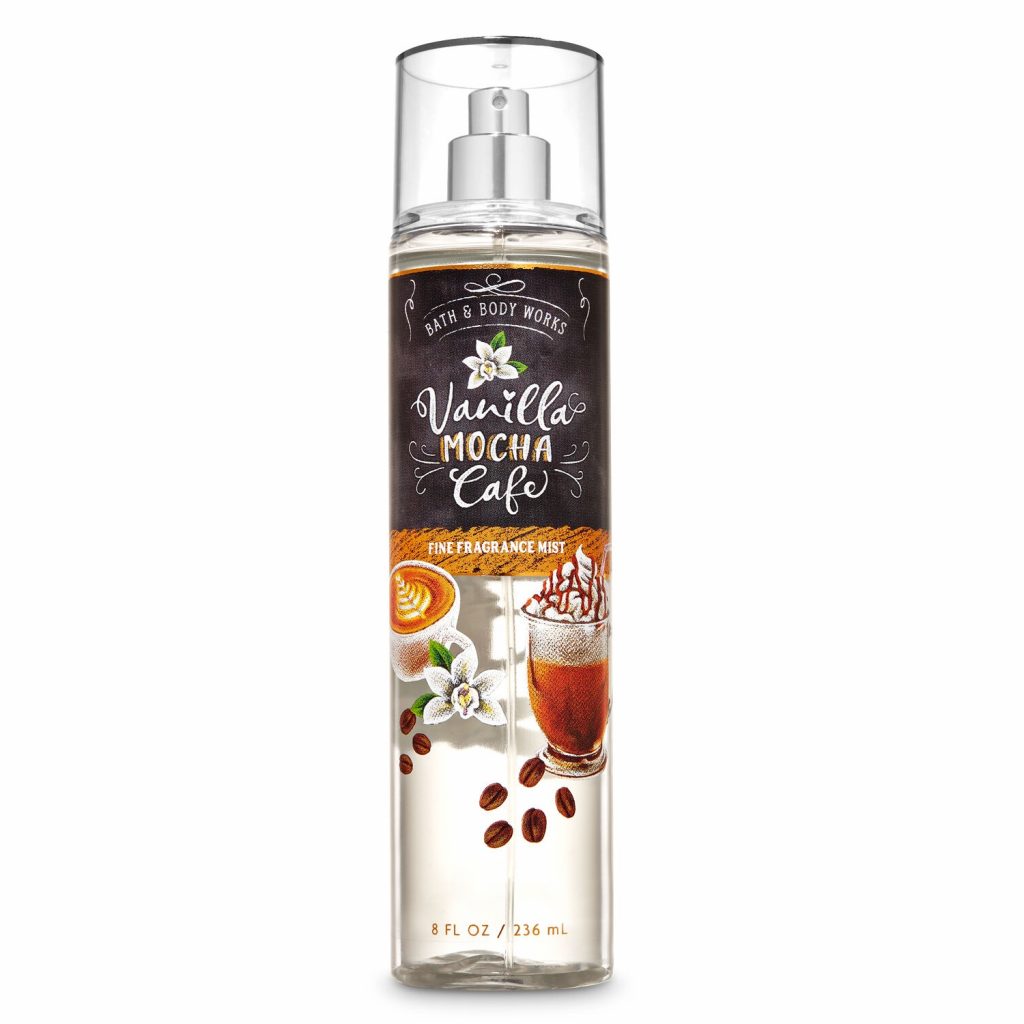 BATH & BODY WORKS
Vanilla
MOCHA
Cafe
FINE FRAGRANCE MIST
8 FL OZ / 236 mL